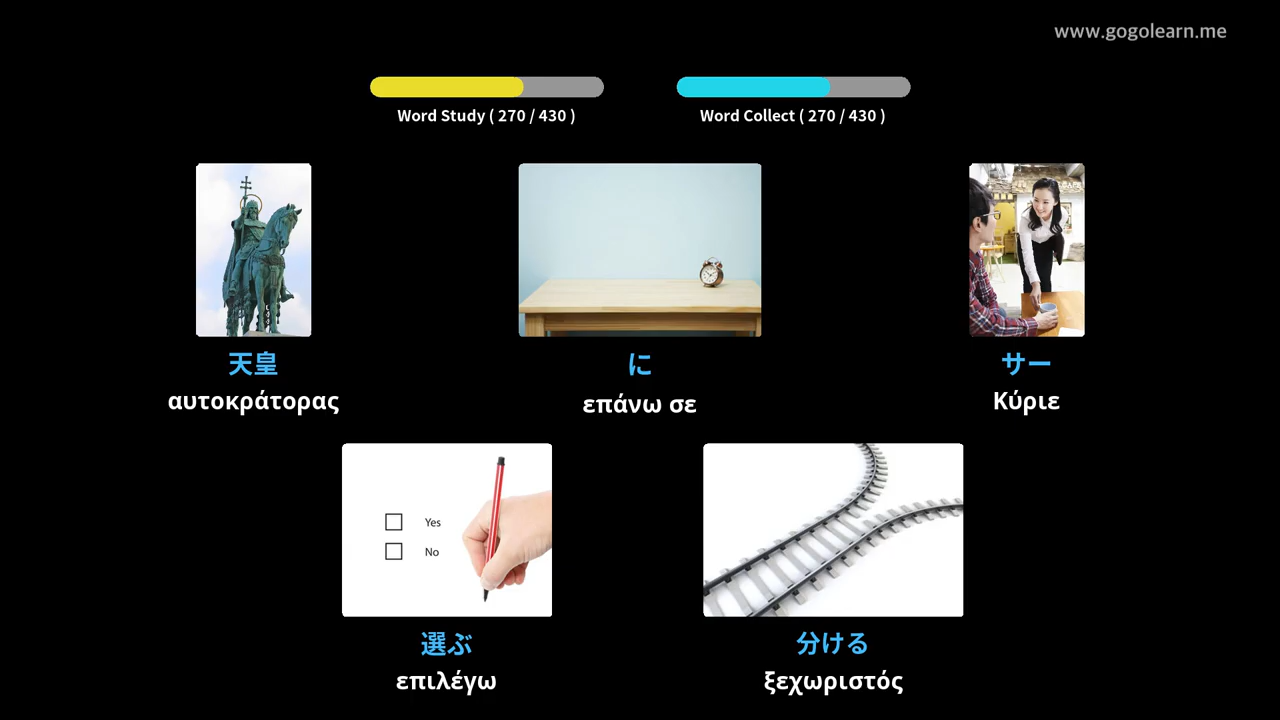 www.gogolearn.me
Word Study ( 270 / 430 )
Word Collect ( 270 / 430 )
天皇
αυτοκράτορας
に
επάνω σε
サー
Κύριε
Yes
No
選ぶ
επιλέγω
分ける
ξεχωριστός